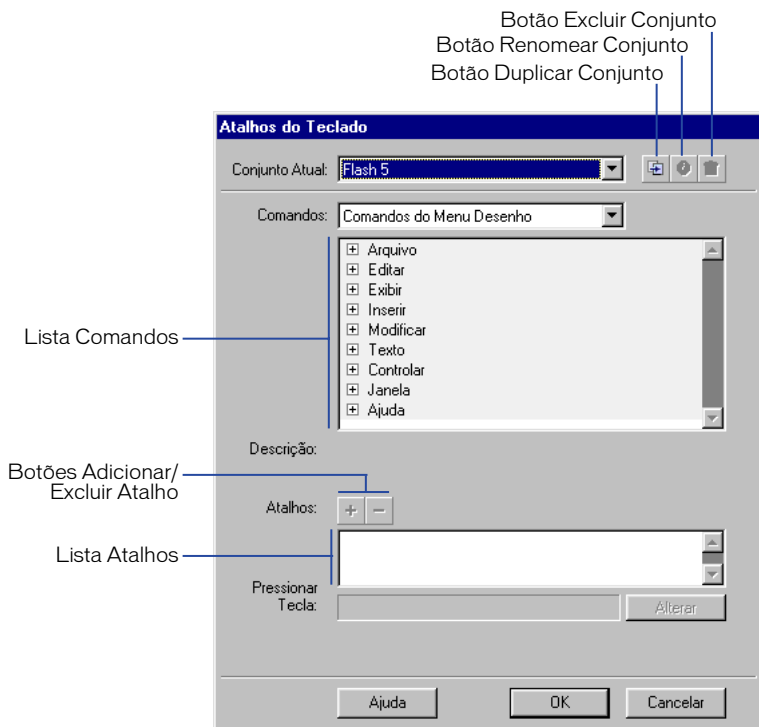 Botão Excluir Conjunto
Botão Renomear Conjunto
Botão Duplicar Conjunto
Atalhos do Teclado
Conjunto Atual: Flash 5
Comandos: Comandos do Menu Desenho
Arquivo
Editar
Exibir
Inserir
Modificar
Texto
Controlar
Janela
Ajuda
Lista Comandos
Descrição:
Botões Adicionar/
Excluir Atalho
Atalhos: + −
Lista Atalhos
Pressionar
Tecla:
Alterar
Ajuda OK Cancelar